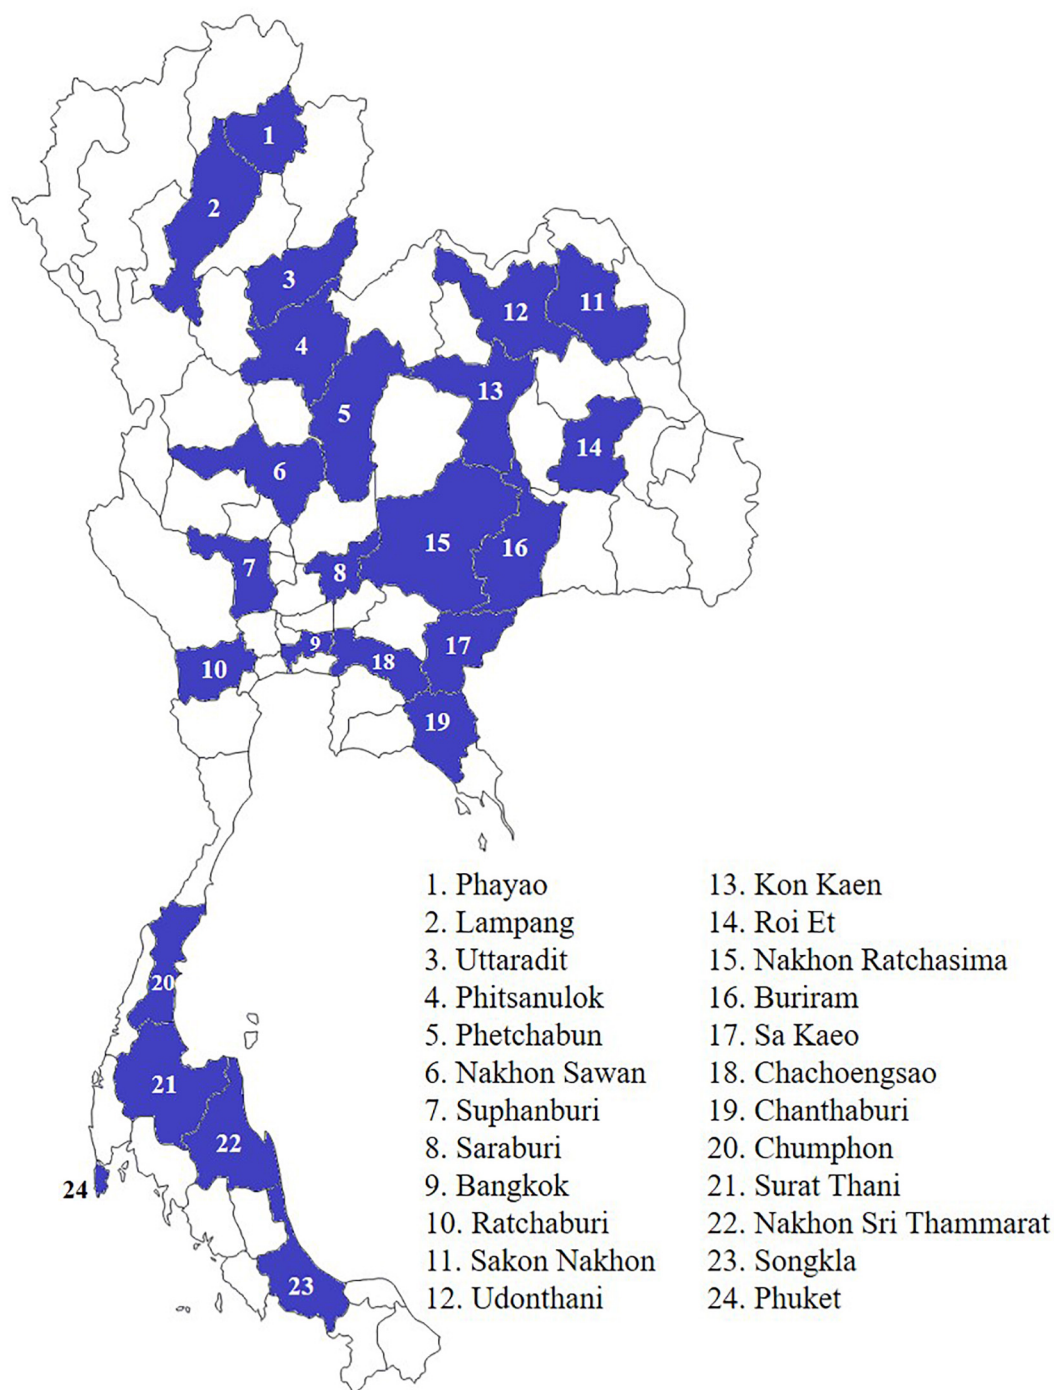 1
2
3
4
5
6
7
8
9
10
11
12
13
14
15
16
17
18
19
20
21
22
23
24
1. Phayao
2. Lampang
3. Uttaradit
4. Phitsanulok
5. Phetchabun
6. Nakhon Sawan
7. Suphanburi
8. Saraburi
9. Bangkok
10. Ratchaburi
11. Sakon Nakhon
12. Udonthani
13. Kon Kaen
14. Roi Et
15. Nakhon Ratchasima
16. Buriram
17. Sa Kaeo
18. Chachoengsao
19. Chanthaburi
20. Chumphon
21. Surat Thani
22. Nakhon Sri Thammarat
23. Songkla
24. Phuket